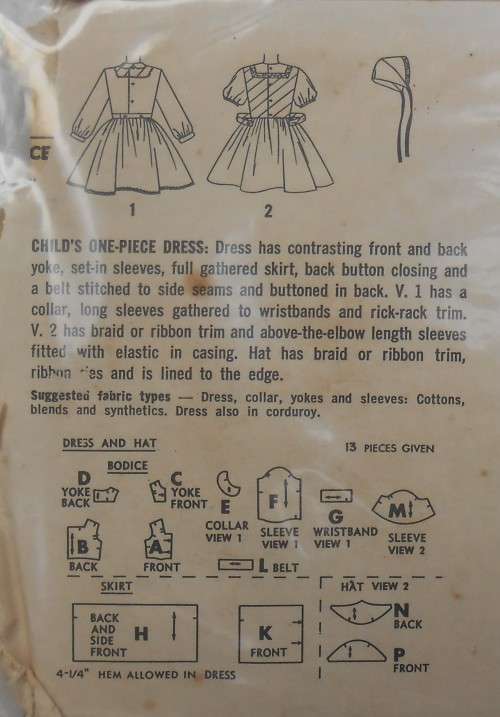 CE
1
2
CHILD'S ONE-PIECE DRESS: Dress has contrasting front and back
yoke, set-in sleeves, full gathered skirt, back button closing and
a belt stitched to side seams and buttoned in back. V. 1 has a
collar, long sleeves gathered to wristbands and rick-rack trim.
V. 2 has braid or ribbon trim and above-the-elbow length sleeves
fitted with elastic in casing. Hat has braid or ribbon trim,
ribbon ties and is lined to the edge.
Suggested fabric types — Dress, collar, yokes and sleeves: Cottons,
blends and synthetics. Dress also in corduroy.
DRESS AND HAT
13 PIECES GIVEN
BODICE
D
YOKE
BACK
C
YOKE
FRONT
E
COLLAR
VIEW 1
F
SLEEVE
VIEW 1
G
WRISTBAND
VIEW 1
M
SLEEVE
VIEW 2
B
BACK
A
FRONT
L BELT
SKIRT
HAT VIEW 2
BACK
AND
SIDE
FRONT
H
K
FRONT
N
BACK
P
FRONT
4-1/4" HEM ALLOWED IN DRESS